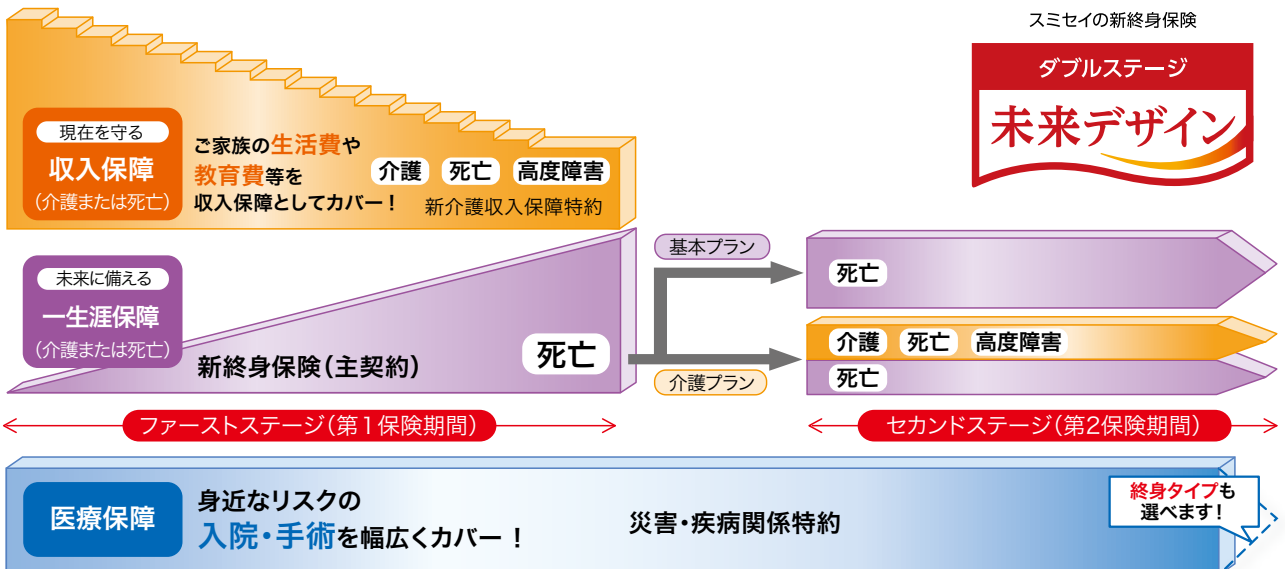 スミセイの新終身保険
ダブルステージ
未来デザイン
現在を守る
収入保障
(介護または死亡)
ご家族の生活費や
教育費等を
収入保障としてカバー！
介護 死亡 高度障害
新介護収入保障特約
未来に備える
一生涯保障
(介護または死亡)
新終身保険(主契約)
死亡
基本プラン
介護プラン
死亡
介護 死亡 高度障害
死亡
ファーストステージ(第1保険期間)
セカンドステージ(第2保険期間)
医療保障
身近なリスクの
入院・手術を幅広くカバー！
災害・疾病関係特約
終身タイプも
選べます！